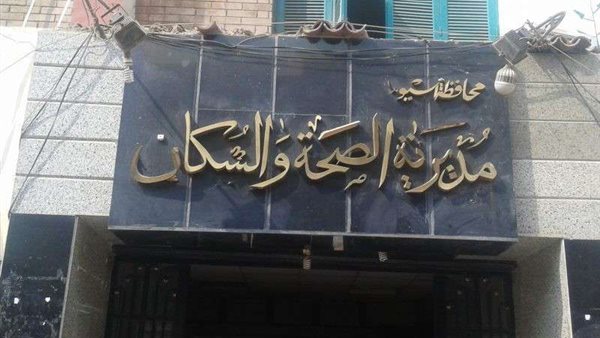 محافظة أسيوط
مديرية الصحة والسكان